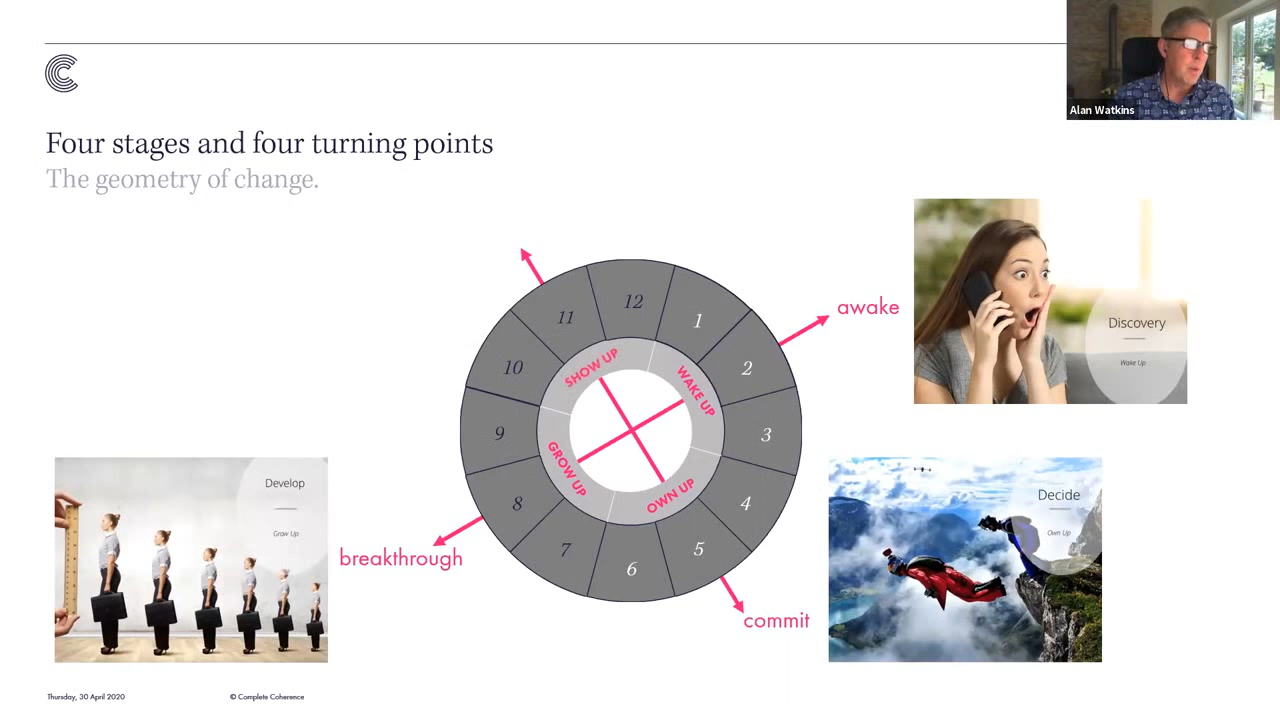 Alan Watkins
Four stages and four turning points
The geometry of change.
awake
Discovery
Wake Up
12
1
2
3
4
5
6
7
8
9
10
11
SHOW UP
WAKE UP
OWN UP
GROW UP
Develop
Grow Up
Decide
Own Up
breakthrough
commit
Thursday, 30 April 2020
© Complete Coherence